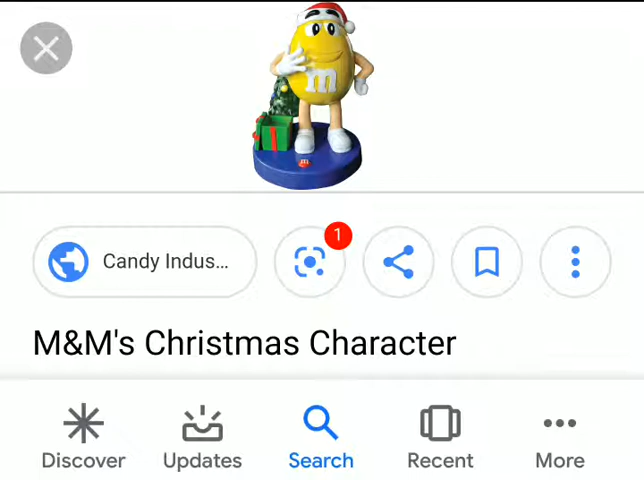 m
m
1
Candy Indus...
M&M's Christmas Character
Discover Updates Search Recent More